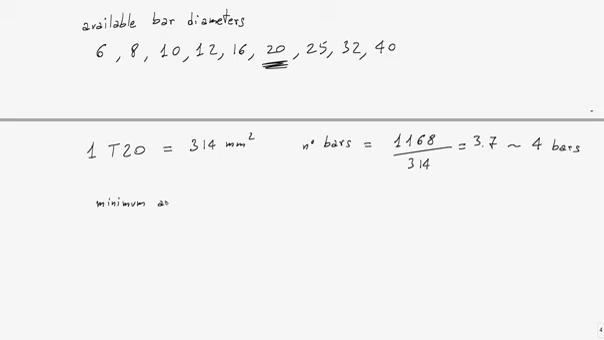 available bar diameters
6, 8, 10, 12, 16, 20, 25, 32, 40
1 T20 = 314 mm² n° bars = 1168/314 = 3.7 ~ 4 bars
minimum
4